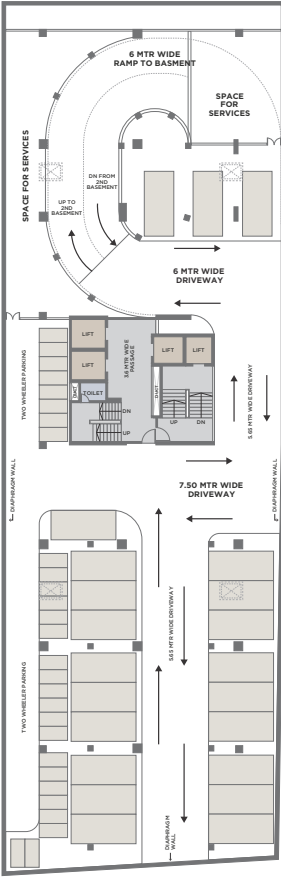 6 MTR WIDE
RAMP TO BASMENT
SPACE
FOR
SERVICES
SPACE FOR SERVICES
DN FROM
2ND
BASEMENT
UP TO
2ND
BASEMENT
6 MTR WIDE
DRIVEWAY
LIFT
LIFT
3.6 MTR WIDE
PASSAGE
LIFT
LIFT
DUCT
TOILET
DUCT
DN
UP
UP
DN
TWO WHEELER PARKING
5.65 MTR WIDE DRIVEWAY
DIAPHRAGM WALL
DIAPHRAGM WALL
7.50 MTR WIDE
DRIVEWAY
5.65 MTR WIDE DRIVEWAY
TWO WHEELER PARKING
DIAPHRAGM
WALL